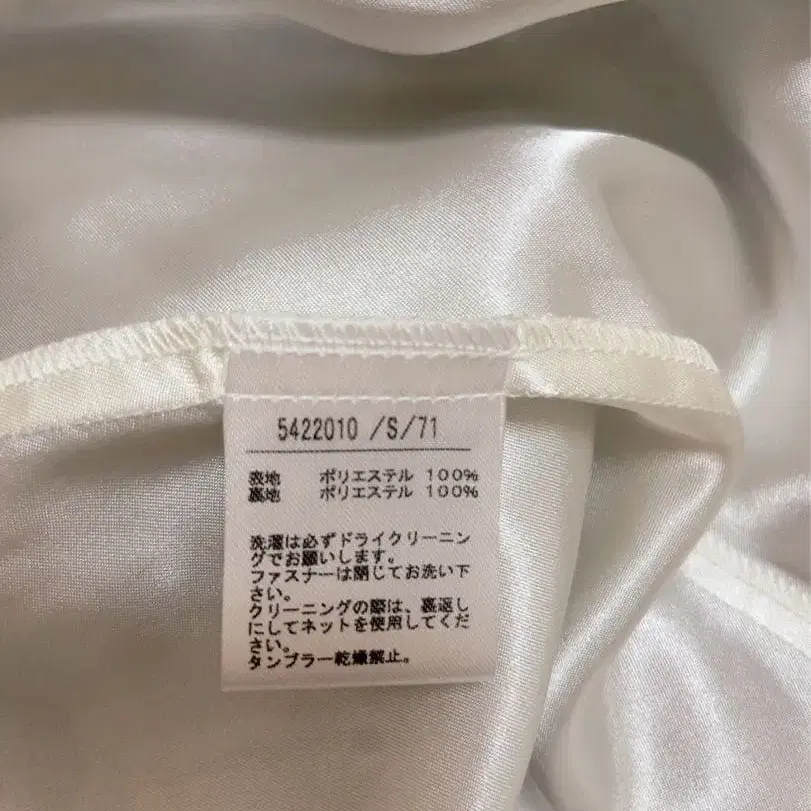 5422010 /S/71
表地 ポリエステル 100%
裏地 ポリエステル 100%
洗濯は必ずドライクリーニン
グでお願いします。
ファスナーは閉じてお洗い下
さい。
クリーニングの際は、裏返し
にしてネットを使用してくだ
さい。
タンブラー乾燥禁止。